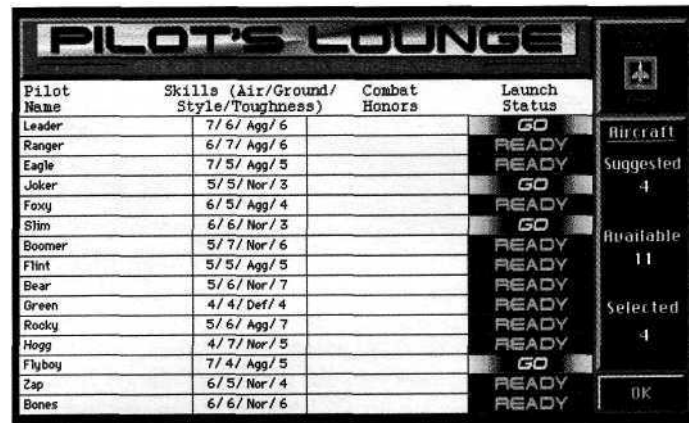 PILOT'S LOUNGE
Pilot Name
Skills (Air/Ground/ Style/Toughness)
Combat Honors
Launch Status
Leader 7/ 6/ Agg/ 6 GO
Ranger 6/ 7/ Agg/ 6 READY
Eagle 7/ 5/ Agg/ 5 READY
Joker 5/ 5/ Nor/ 3 GO
Foxy 6/ 5/ Agg/ 4 READY
Slim 6/ 6/ Nor/ 3 GO
Boomer 5/ 7/ Nor/ 6 READY
Flint 5/ 5/ Agg/ 5 READY
Bear 5/ 6/ Nor/ 7 READY
Green 4/ 4/ Def/ 4 READY
Rocky 5/ 6/ Agg/ 7 READY
Hogg 4/ 7/ Nor/ 5 READY
Flyboy 7/ 4/ Agg/ 5 GO
Zap 6/ 5/ Nor/ 4 READY
Bones 6/ 6/ Nor/ 6 READY
Aircraft
Suggested
4
Available
11
Selected
4
OK